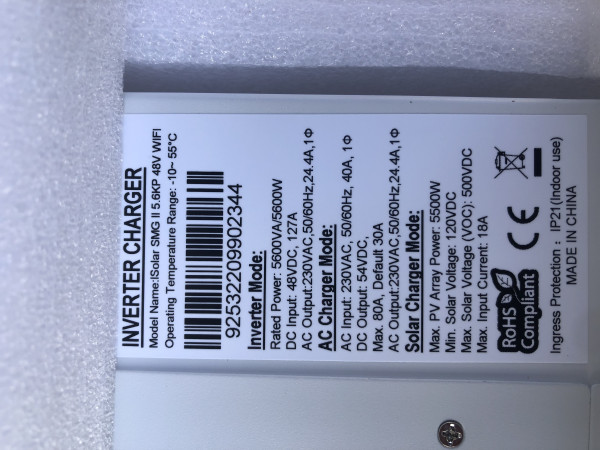 INVERTER CHARGER
Model Name:ISolar SMG II 5.6KP 48V WIFI
Operating Temperature Range: -10~ 55°C
92532209902344
Inverter Mode:
Rated Power: 5600VA/5600W
DC Input: 48VDC, 127A
AC Output:230VAC,50/60Hz,24.4A,1Φ
AC Charger Mode:
AC Input: 230VAC, 50/60Hz, 40A, 1Φ
DC Output: 54VDC,
Max. 80A, Default 30A
AC Output:230VAC,50/60Hz,24.4A,1Φ
Solar Charger Mode:
Max. PV Array Power: 5500W
Min. Solar Voltage: 120VDC
Max. Solar Voltage (VOC): 500VDC
Max. Input Current: 18A
RoHS
Compliant
CE
Ingress Protection : IP21(Indoor use)
MADE IN CHINA